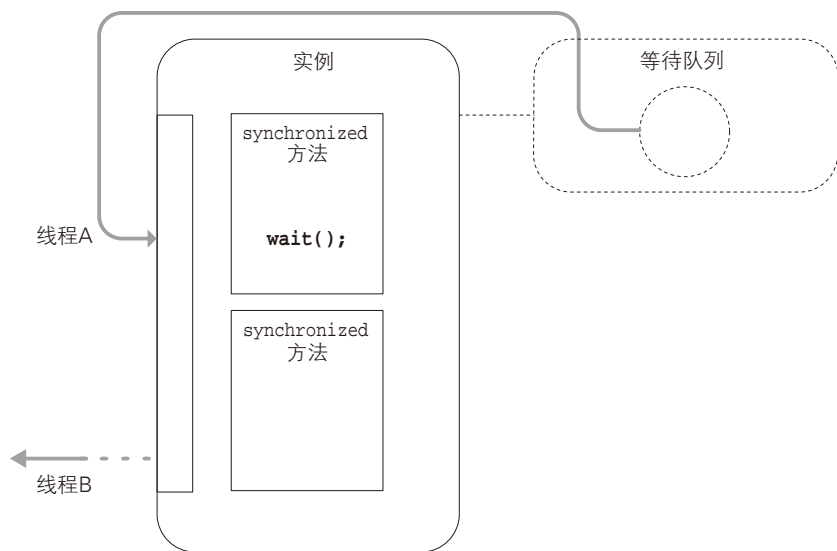 实例
等待队列
synchronized
方法
线程A
wait();
synchronized
方法
线程B